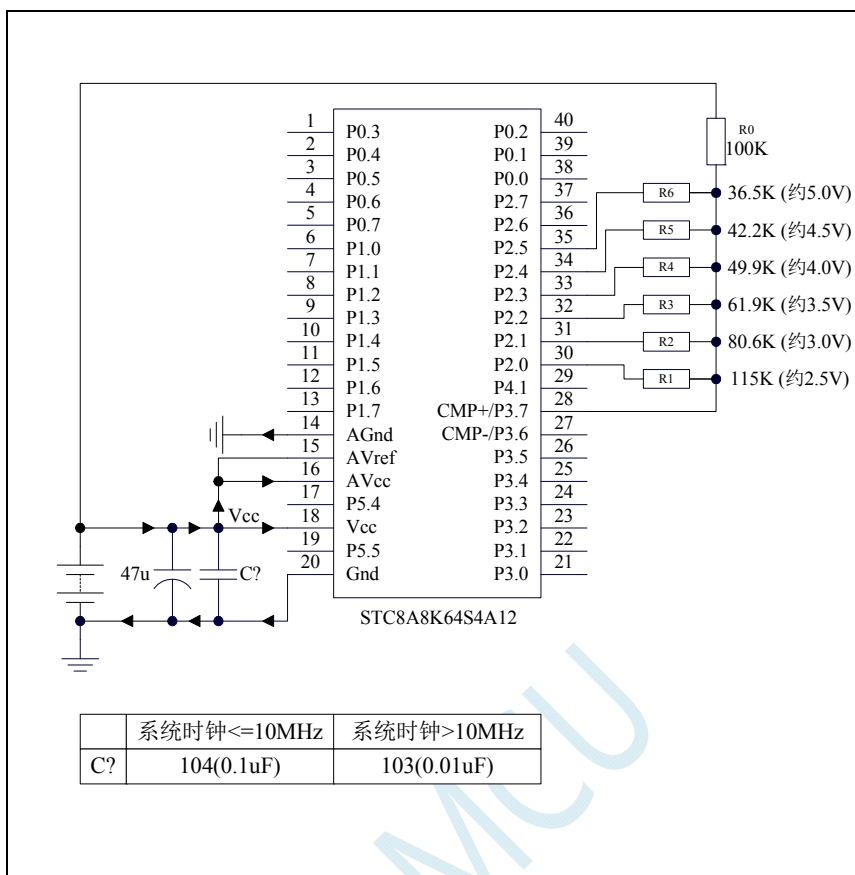 1 P0.3 P0.2 40
2 P0.4 P0.1 39
3 P0.5 P0.0 38
4 P0.6 P2.7 37
5 P0.7 P2.6 36
6 P1.0 P2.5 35
7 P1.1 P2.4 34
8 P1.2 P2.3 33
9 P1.3 P2.2 32
10 P1.4 P2.1 31
11 P1.5 P2.0 30
12 P1.6 P4.1 29
13 P1.7 CMP+/P3.7 28
14 AGnd CMP-/P3.6 27
15 AVref P3.5 26
16 AVcc P3.4 25
17 P5.4 P3.3 24
18 Vcc P3.2 23
19 P5.5 P3.1 22
20 Gnd P3.0 21
R0
100K
R6 36.5K (约5.0V)
R5 42.2K (约4.5V)
R4 49.9K (约4.0V)
R3 61.9K (约3.5V)
R2 80.6K (约3.0V)
R1 115K (约2.5V)
Vcc
47u C?
STC8A8K64S4A12
系统时钟<=10MHz 系统时钟>10MHz
C? 104(0.1uF) 103(0.01uF)
MCU